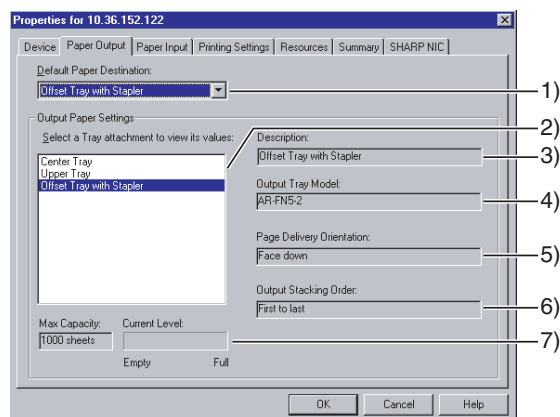 Properties for 10.36.152.122
Device Paper Output Paper Input Printing Settings Resources Summary SHARP NIC
Default Paper Destination:
Offset Tray with Stapler
1)
Output Paper Settings
Select a Tray attachment to view its values:
2)
Center Tray
Upper Tray
Offset Tray with Stapler
Description:
Offset Tray with Stapler
3)
Output Tray Model:
AR-FN5-2
4)
Page Delivery Orientation:
Face down
5)
Output Stacking Order:
First to last
6)
Max Capacity: Current Level:
1000 sheets
7)
Empty Full
OK Cancel Help